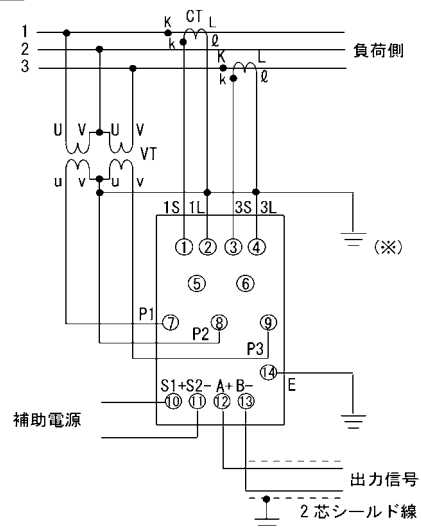 CT
1 K L
2 k ℓ K L 負荷側
3 k ℓ
U V U V
VT
u v u v
1S 1L 3S 3L
① ② ③ ④ (※)
⑤ ⑥
P1 ⑦ P2 ⑧ P3 ⑨
⑭ E
S1+ S2- A+ B-
⑩ ⑪ ⑫ ⑬
補助電源
出力信号
2芯シールド線